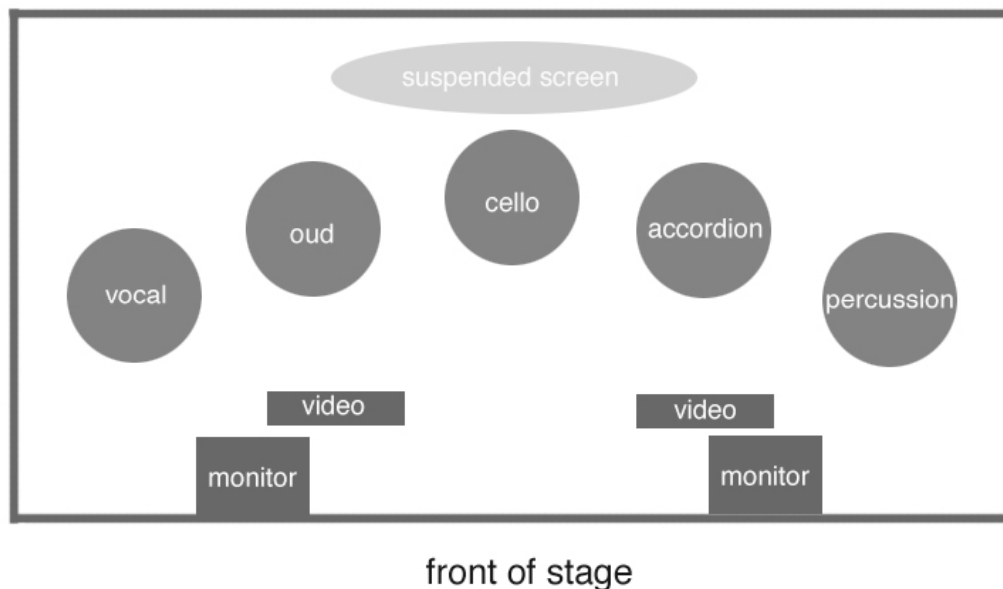 suspended screen
cello
oud
accordion
vocal
percussion
video
video
monitor
monitor
front of stage